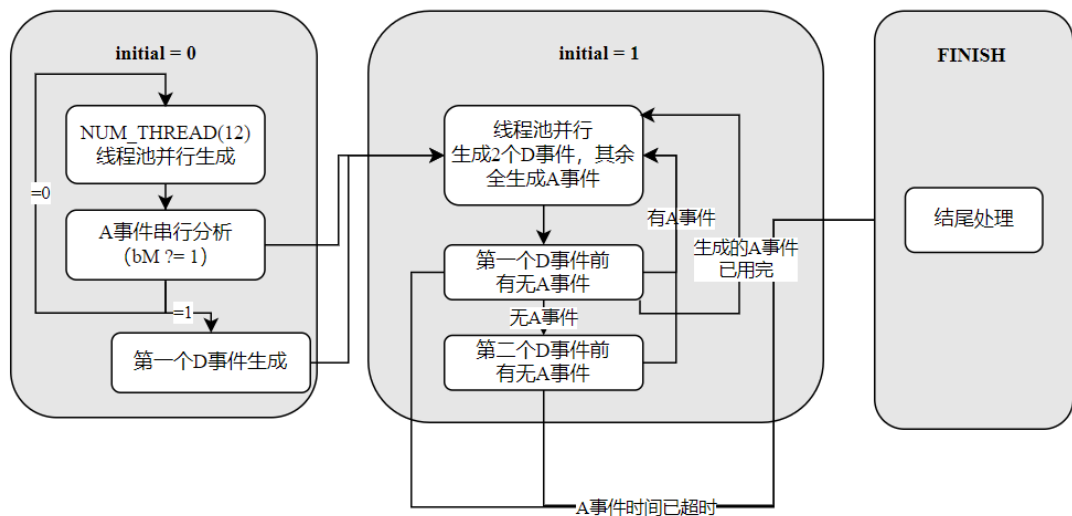 initial = 0
NUM_THREAD(12)
线程池并行生成
=0
A事件串行分析
（bM ?= 1）
=1
第一个D事件生成
initial = 1
线程池并行
生成2个D事件，其余
全生成A事件
有A事件
生成的A事件
已用完
第一个D事件前
有无A事件
无A事件
第二个D事件前
有无A事件
A事件时间已超时
FINISH
结尾处理